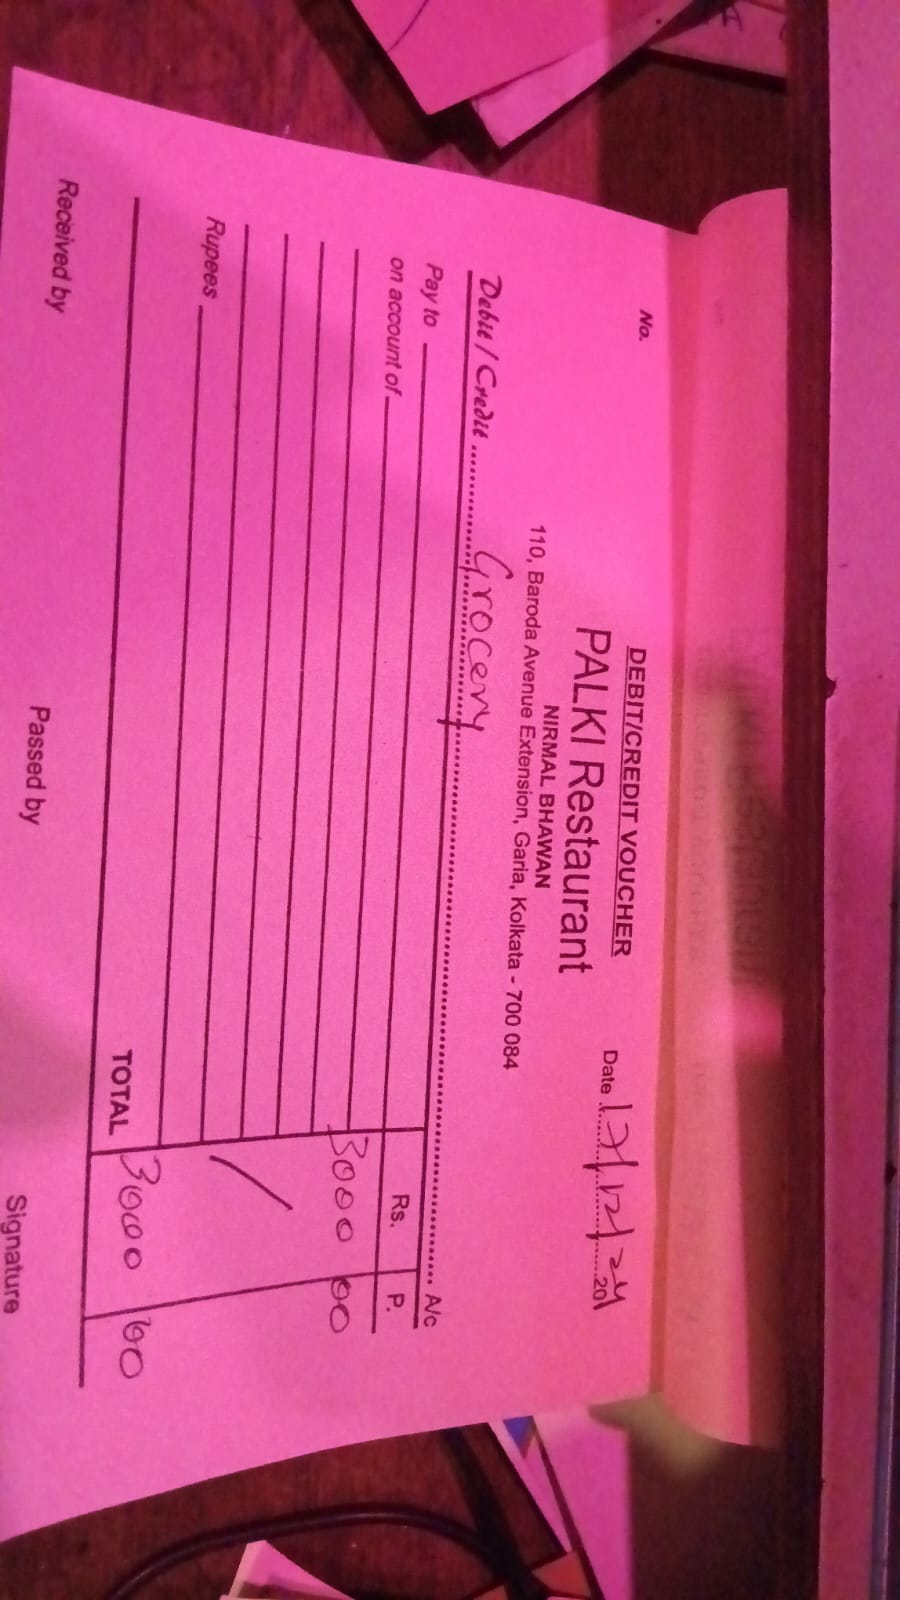 DEBIT/CREDIT VOUCHER
No.
PALKI Restaurant
Date 17/12/2024
NIRMAL BHAWAN
110, Baroda Avenue Extension, Garia, Kolkata - 700 084
Debit / Credit Grocery A/c
Pay to Rs. P.
on account of
3000 00
Rupees
TOTAL 3000 00
Received by Passed by Signature